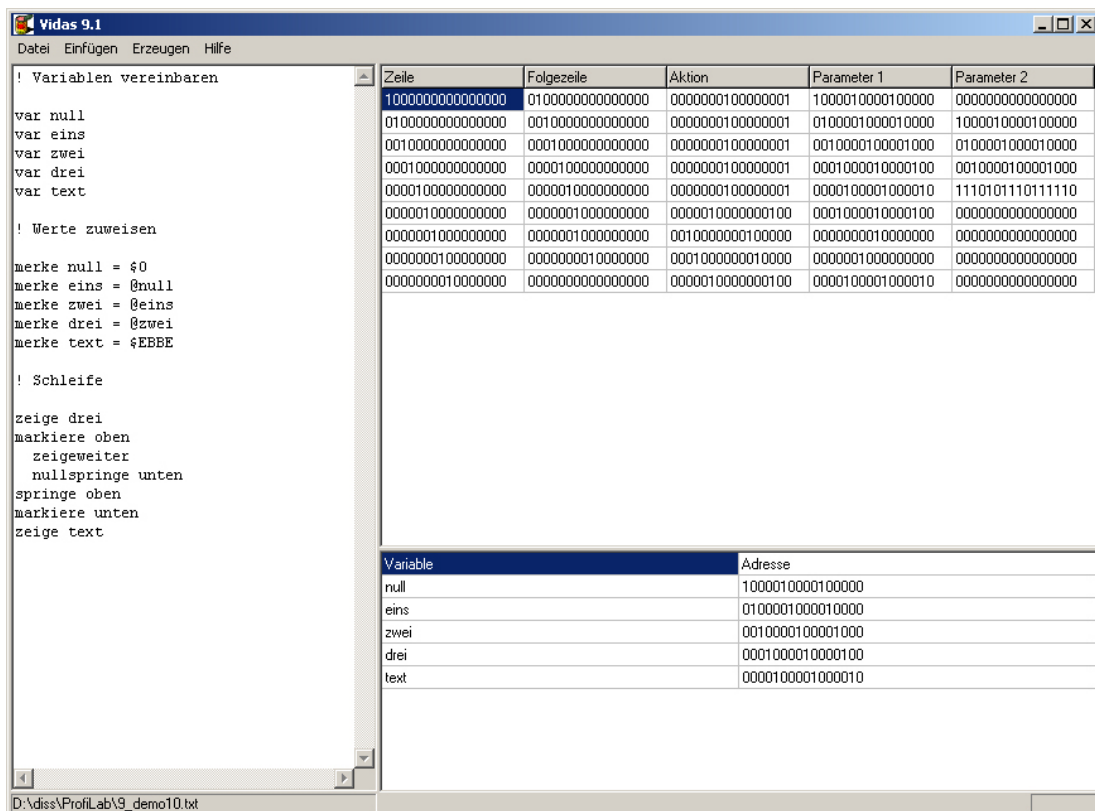 Vidas 9.1
Datei Einfügen Erzeugen Hilfe
! Variablen vereinbaren
var null
var eins
var zwei
var drei
var text
! Werte zuweisen
merke null = $0
merke eins = @null
merke zwei = @eins
merke drei = @zwei
merke text = $EBBE
! Schleife
zeige drei
markiere oben
zeigeweiter
nullspringe unten
springe oben
markiere unten
zeige text
Zeile Folgezeile Aktion Parameter 1 Parameter 2
1000000000000000 0100000000000000 0000000100000001 1000010000100000 0000000000000000
0100000000000000 0010000000000000 0000000100000001 0100001000010000 1000010000100000
0010000000000000 0001000000000000 0000000100000001 0010000100001000 0100001000010000
0001000000000000 0000100000000000 0000000100000001 0001000010000100 0010000100001000
0000100000000000 0000010000000000 0000000100000001 0000100001000010 1110101110111110
0000010000000000 0000001000000000 0000010000000100 0001000010000100 0000000000000000
0000001000000000 0000001000000000 0010000000100000 0000000010000000 0000000000000000
0000000100000000 0000000010000000 0001000000010000 0000001000000000 0000000000000000
0000000010000000 0000000000000000 0000010000000100 0000100001000010 0000000000000000
Variable Adresse
null 1000010000100000
eins 0100001000010000
zwei 0010000100001000
drei 0001000010000100
text 0000100001000010
D:\diss\ProfiLab\9_demo10.txt